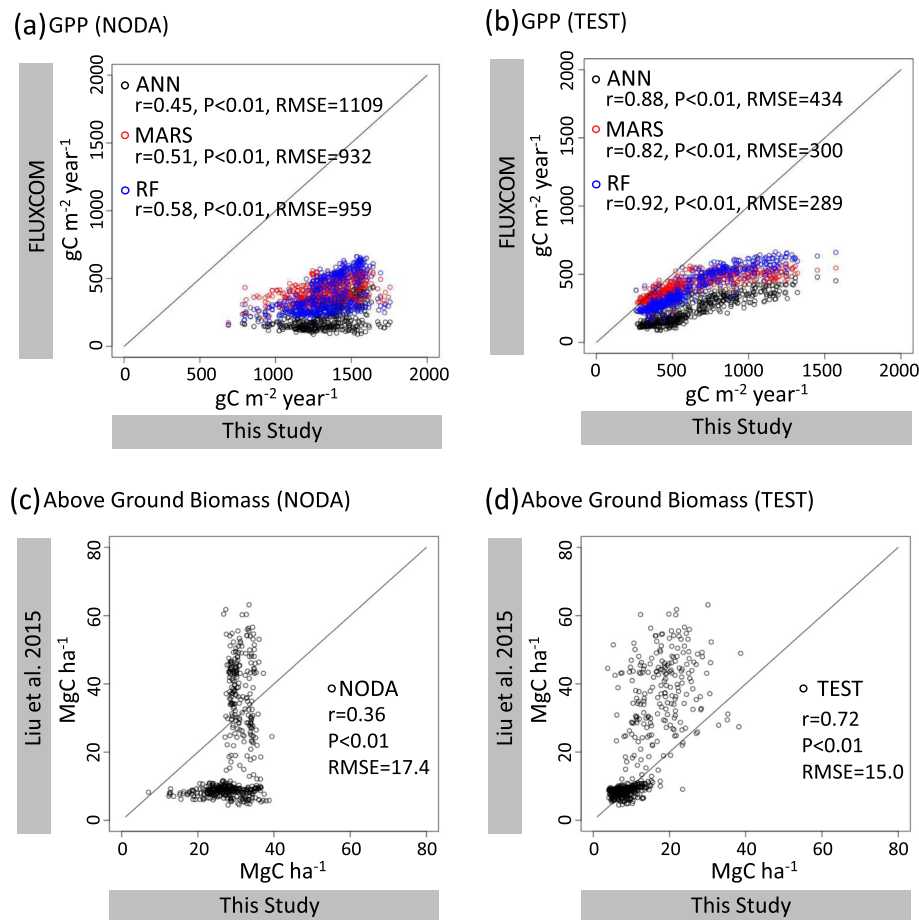 (a) GPP (NODA)
FLUXCOM
gC m⁻² year⁻¹
2000
1500
1000
500
0
ANN
r=0.45, P<0.01, RMSE=1109
MARS
r=0.51, P<0.01, RMSE=932
RF
r=0.58, P<0.01, RMSE=959
0 500 1000 1500 2000
gC m⁻² year⁻¹
This Study
(b) GPP (TEST)
FLUXCOM
gC m⁻² year⁻¹
2000
1500
1000
500
0
ANN
r=0.88, P<0.01, RMSE=434
MARS
r=0.82, P<0.01, RMSE=300
RF
r=0.92, P<0.01, RMSE=289
0 500 1000 1500 2000
gC m⁻² year⁻¹
This Study
(c) Above Ground Biomass (NODA)
Liu et al. 2015
MgC ha⁻¹
80
60
40
20
0
NODA
r=0.36
P<0.01
RMSE=17.4
0 20 40 60 80
MgC ha⁻¹
This Study
(d) Above Ground Biomass (TEST)
Liu et al. 2015
MgC ha⁻¹
80
60
40
20
0
TEST
r=0.72
P<0.01
RMSE=15.0
0 20 40 60 80
MgC ha⁻¹
This Study